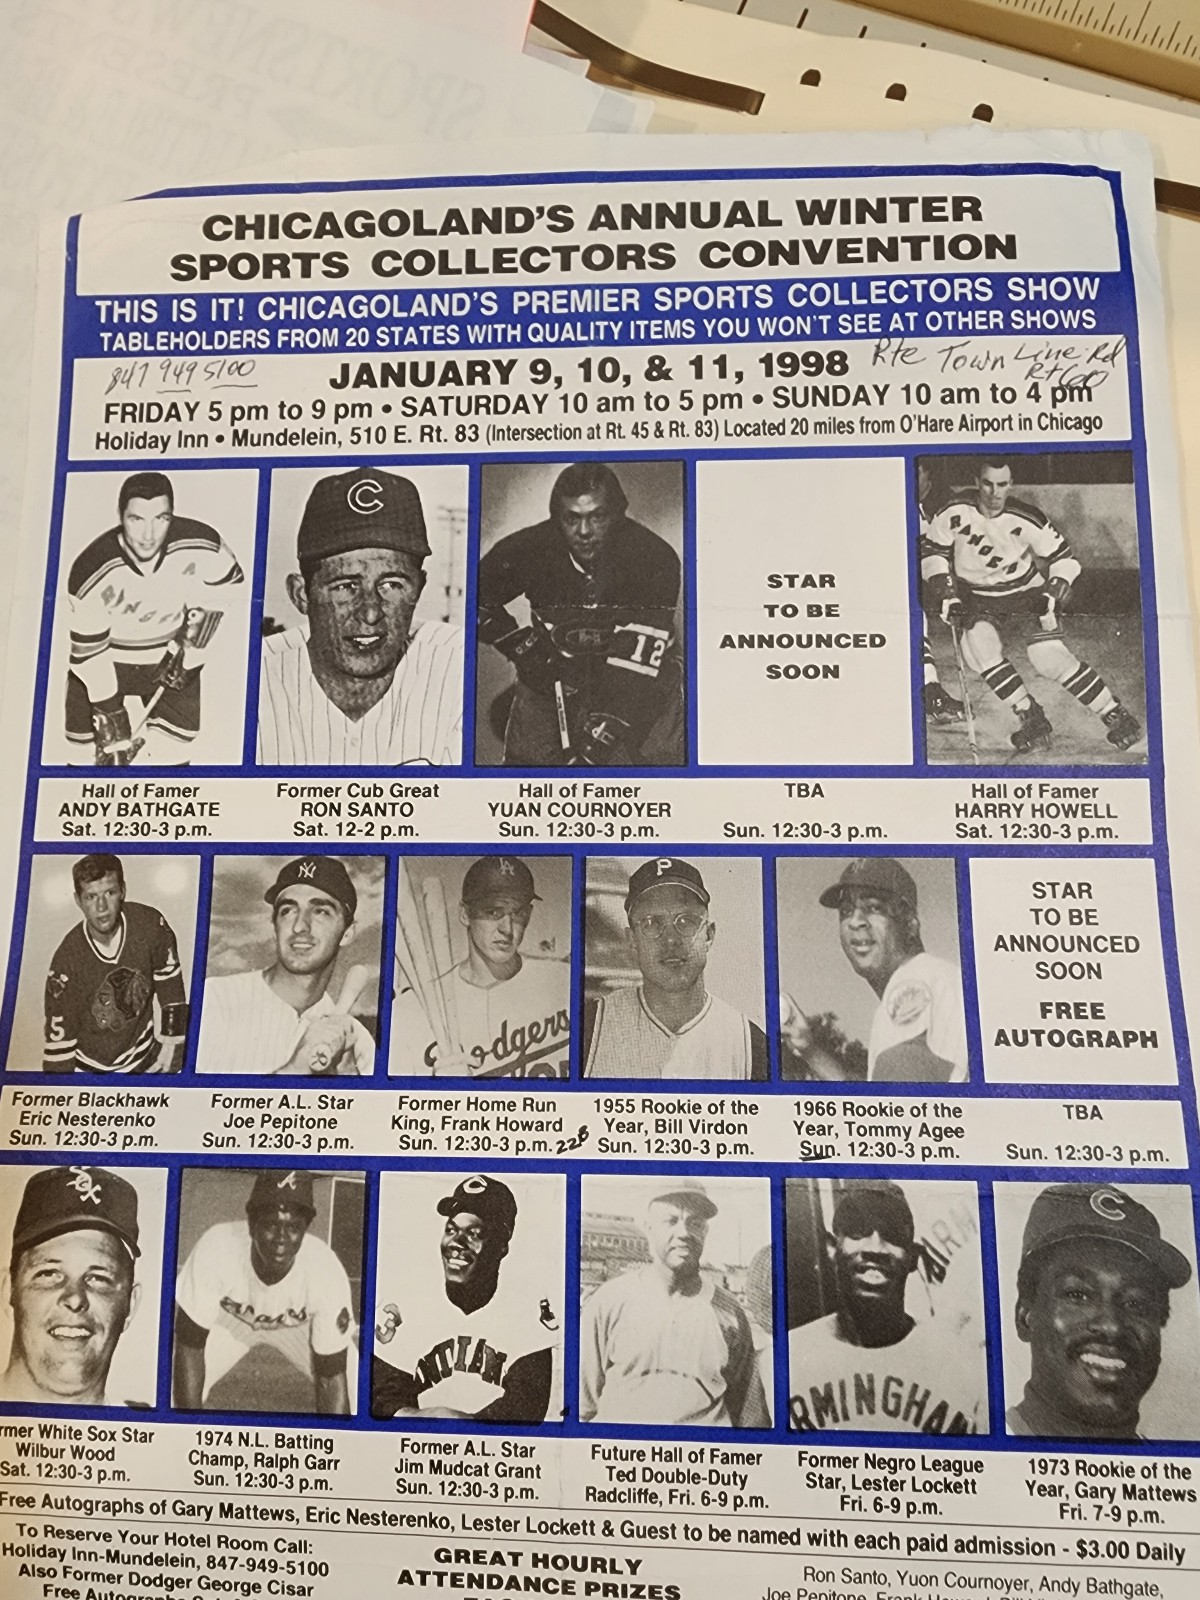 CHICAGOLAND'S ANNUAL WINTER
SPORTS COLLECTORS CONVENTION
THIS IS IT! CHICAGOLAND'S PREMIER SPORTS COLLECTORS SHOW
TABLEHOLDERS FROM 20 STATES WITH QUALITY ITEMS YOU WON'T SEE AT OTHER SHOWS
847 949 5100
JANUARY 9, 10, & 11, 1998
Rte Town Line Rd
Rt 60
FRIDAY 5 pm to 9 pm • SATURDAY 10 am to 5 pm • SUNDAY 10 am to 4 pm
Holiday Inn • Mundelein, 510 E. Rt. 83 (Intersection at Rt. 45 & Rt. 83) Located 20 miles from O'Hare Airport in Chicago
C
12
STAR
TO BE
ANNOUNCED
SOON
RANGERS
Hall of Famer
ANDY BATHGATE
Sat. 12:30-3 p.m.
Former Cub Great
RON SANTO
Sat. 12-2 p.m.
Hall of Famer
YUAN COURNOYER
Sun. 12:30-3 p.m.
TBA
Sun. 12:30-3 p.m.
Hall of Famer
HARRY HOWELL
Sat. 12:30-3 p.m.
5
NY
LA
Dodgers
P
STAR
TO BE
ANNOUNCED
SOON
FREE
AUTOGRAPH
Former Blackhawk
Eric Nesterenko
Sun. 12:30-3 p.m.
Former A.L. Star
Joe Pepitone
Sun. 12:30-3 p.m.
Former Home Run
King, Frank Howard
Sun. 12:30-3 p.m.
1955 Rookie of the
Year, Bill Virdon
Sun. 12:30-3 p.m.
1966 Rookie of the
Year, Tommy Agee
Sun. 12:30-3 p.m.
TBA
Sun. 12:30-3 p.m.
Sox
A
Braves
C
INDIAN
BIRM
RMINGHAM
C
rmer White Sox Star
Wilbur Wood
Sat. 12:30-3 p.m.
1974 N.L. Batting
Champ, Ralph Garr
Sun. 12:30-3 p.m.
Former A.L. Star
Jim Mudcat Grant
Sun. 12:30-3 p.m.
Future Hall of Famer
Ted Double-Duty
Radcliffe, Fri. 6-9 p.m.
Former Negro League
Star, Lester Lockett
Fri. 6-9 p.m.
1973 Rookie of the
Year, Gary Mattews
Fri. 7-9 p.m.
Free Autographs of Gary Mattews, Eric Nesterenko, Lester Lockett & Guest to be named with each paid admission - $3.00 Daily
To Reserve Your Hotel Room Call:
Holiday Inn-Mundelein, 847-949-5100
Also Former Dodger George Cisar
GREAT HOURLY
ATTENDANCE PRIZES
Ron Santo, Yuon Cournoyer, Andy Bathgate,
Joe Pepitone,